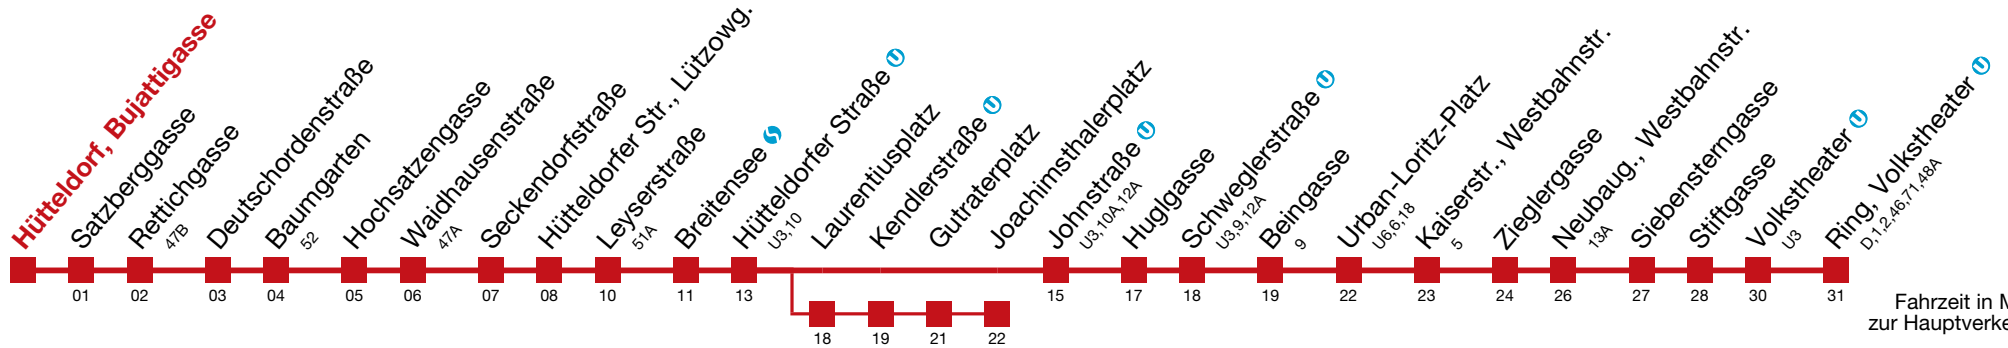 Hütteldorf, Bujattigasse
Satzberggasse
Rettichgasse
47B
Deutschordenstraße
Baumgarten
52
Hochsatzengasse
Waidhausenstraße
47A
Seckendorfstraße
Hütteldorfer Str., Lützowg.
Leyserstraße
51A
Breitensee S
Hütteldorfer Straße U
U3, 10
Laurentiusplatz
Kendlerstraße U
Gutraterplatz
Joachimsthalerplatz
Johnstraße U
U3,10A,12A
Huglgasse
Schweglerstraße U
U3,9,12A
Beingasse
9
Urban-Loritz-Platz
U6,6,18
Kaiserstr., Westbahnstr.
5
Zieglergasse
Neubaug., Westbahnstr.
13A
Siebensterngasse
Stiftgasse
Volkstheater U
U3
Ring, Volkstheater U
D,1,2,46,71,48A
01 02 03 04 05 06 07 08 10 11 13 15 17 18 19 22 23 24 26 27 28 30 31
18 19 21 22
Fahrzeit in M
zur Hauptverke